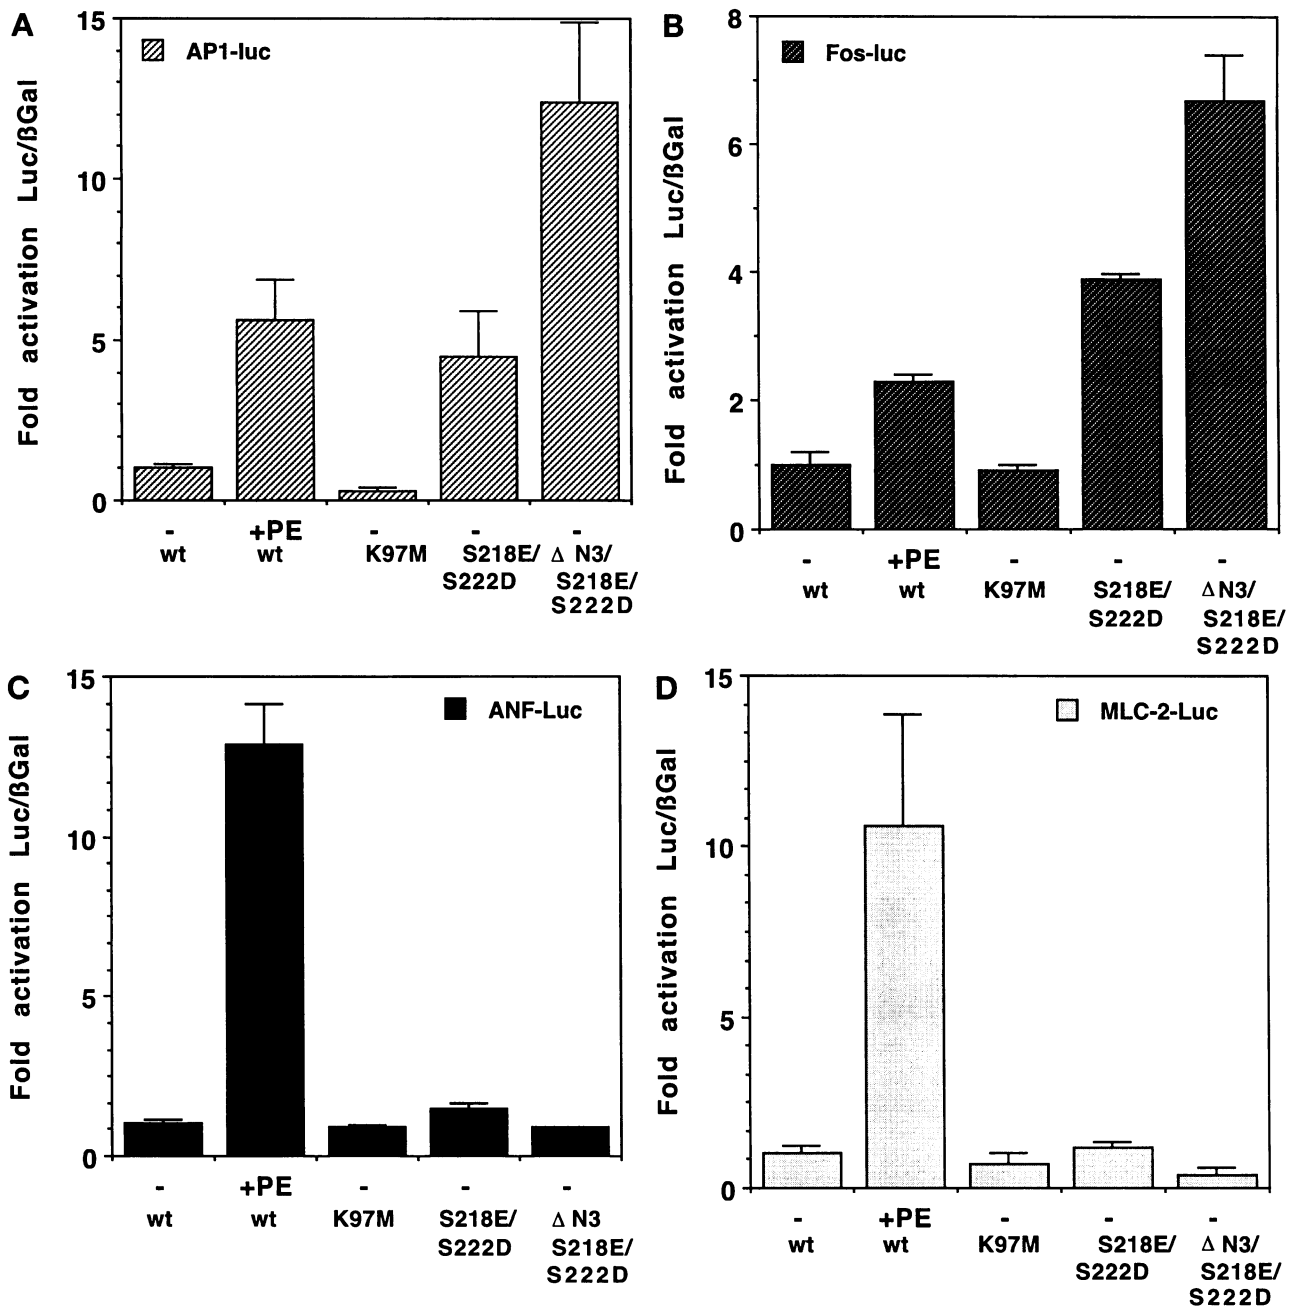 A
Fold activation Luc/ßGal
15
10
5
0
AP1-luc
- +PE - - -
wt wt K97M S218E/ Δ N3/
S222D S218E/
S222D
B
Fold activation Luc/ßGal
8
6
4
2
0
Fos-luc
- +PE - - -
wt wt K97M S218E/ Δ N3/
S222D S218E/
S222D
C
Fold activation Luc/ßGal
15
10
5
0
ANF-Luc
- +PE - - -
wt wt K97M S218E/ Δ N3
S222D S218E/
S222D
D
Fold activation Luc/ßGal
15
10
5
0
MLC-2-Luc
- +PE - - -
wt wt K97M S218E/ Δ N3/
S222D S218E/
S222D